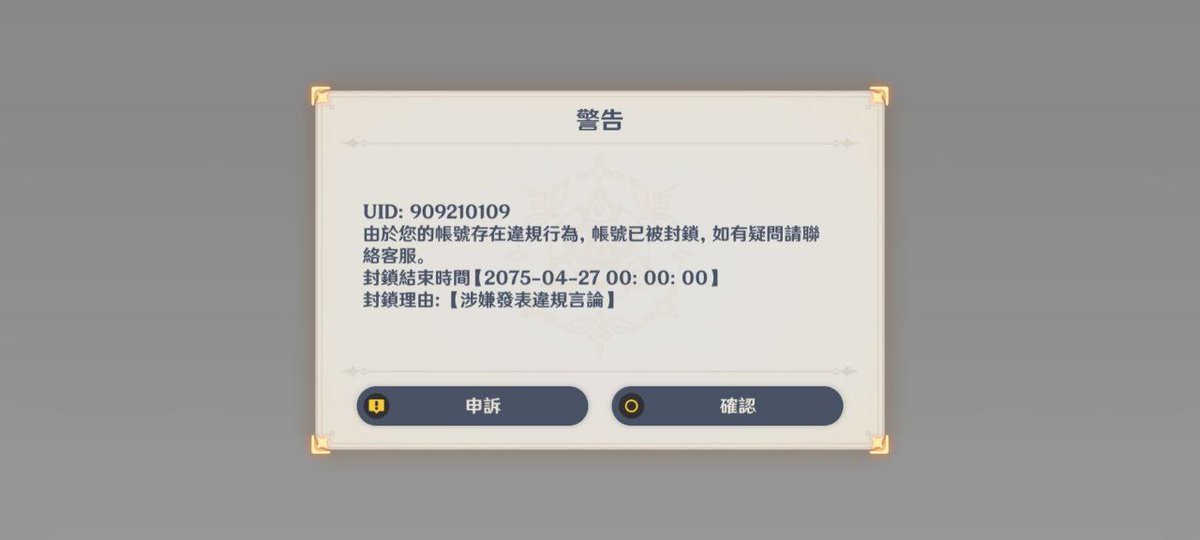 警告
UID: 909210109
由於您的帳號存在違規行為, 帳號已被封鎖, 如有疑問請聯
絡客服。
封鎖結束時間【2075-04-27 00: 00: 00】
封鎖理由:【涉嫌發表違規言論】
申訴
確認